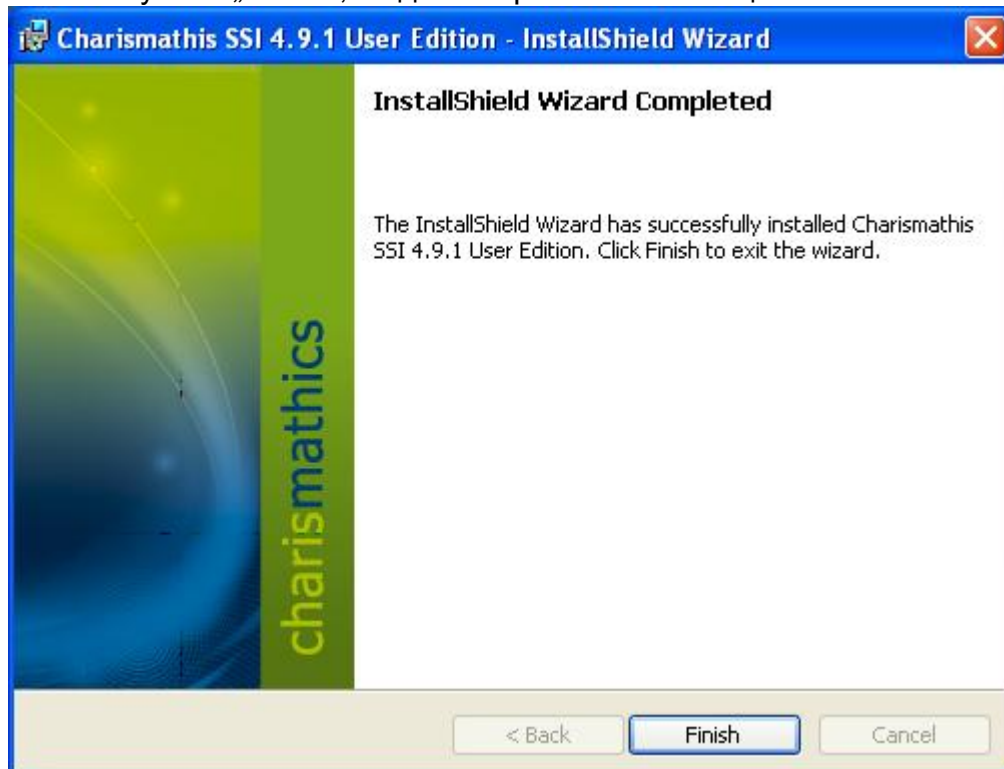 Charismathis SSI 4.9.1 User Edition - InstallShield Wizard
InstallShield Wizard Completed
The InstallShield Wizard has successfully installed Charismathis
SSI 4.9.1 User Edition. Click Finish to exit the wizard.
charismathics
< Back
Finish
Cancel